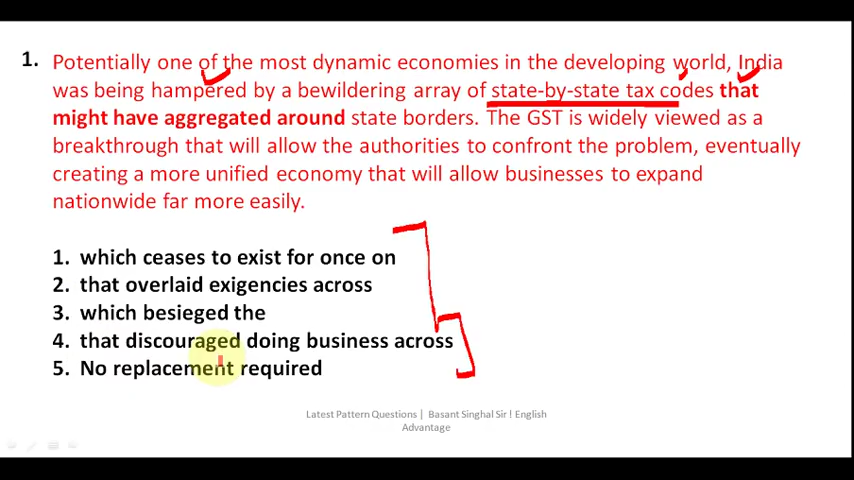 1. Potentially one of the most dynamic economies in the developing world, India
was being hampered by a bewildering array of state-by-state tax codes that
might have aggregated around state borders. The GST is widely viewed as a
breakthrough that will allow the authorities to confront the problem, eventually
creating a more unified economy that will allow businesses to expand
nationwide far more easily.
1. which ceases to exist for once on
2. that overlaid exigencies across
3. which besieged the
4. that discouraged doing business across
5. No replacement required
Latest Pattern Questions | Basant Singhal Sir ! English
Advantage